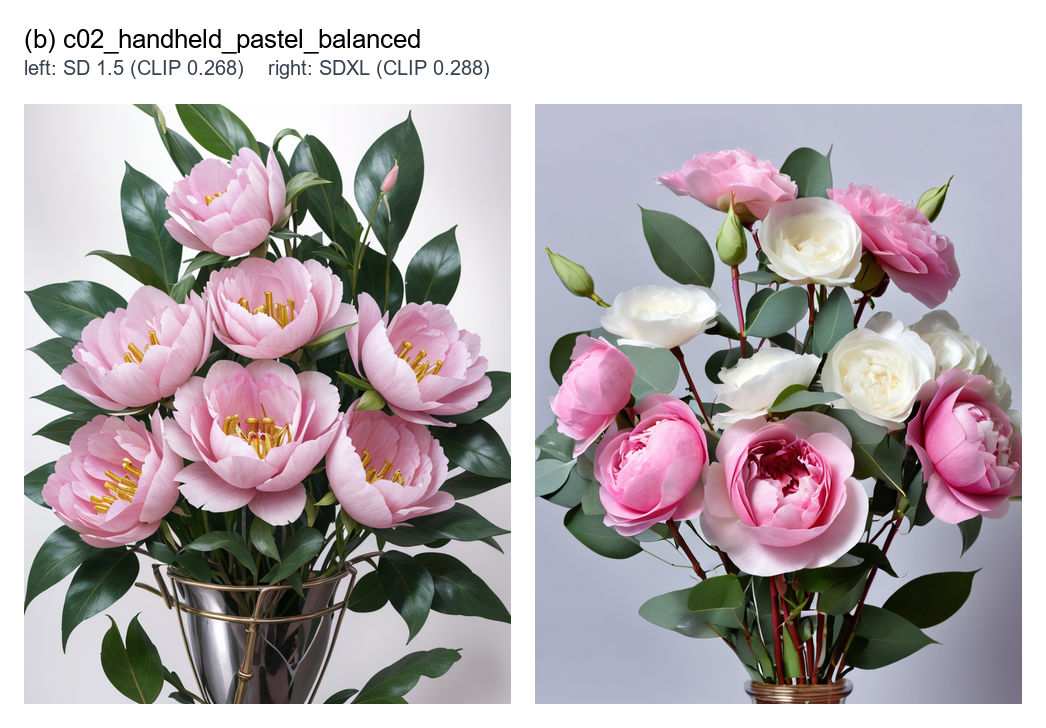 (b) c02_handheld_pastel_balanced
left: SD 1.5 (CLIP 0.268)    right: SDXL (CLIP 0.288)